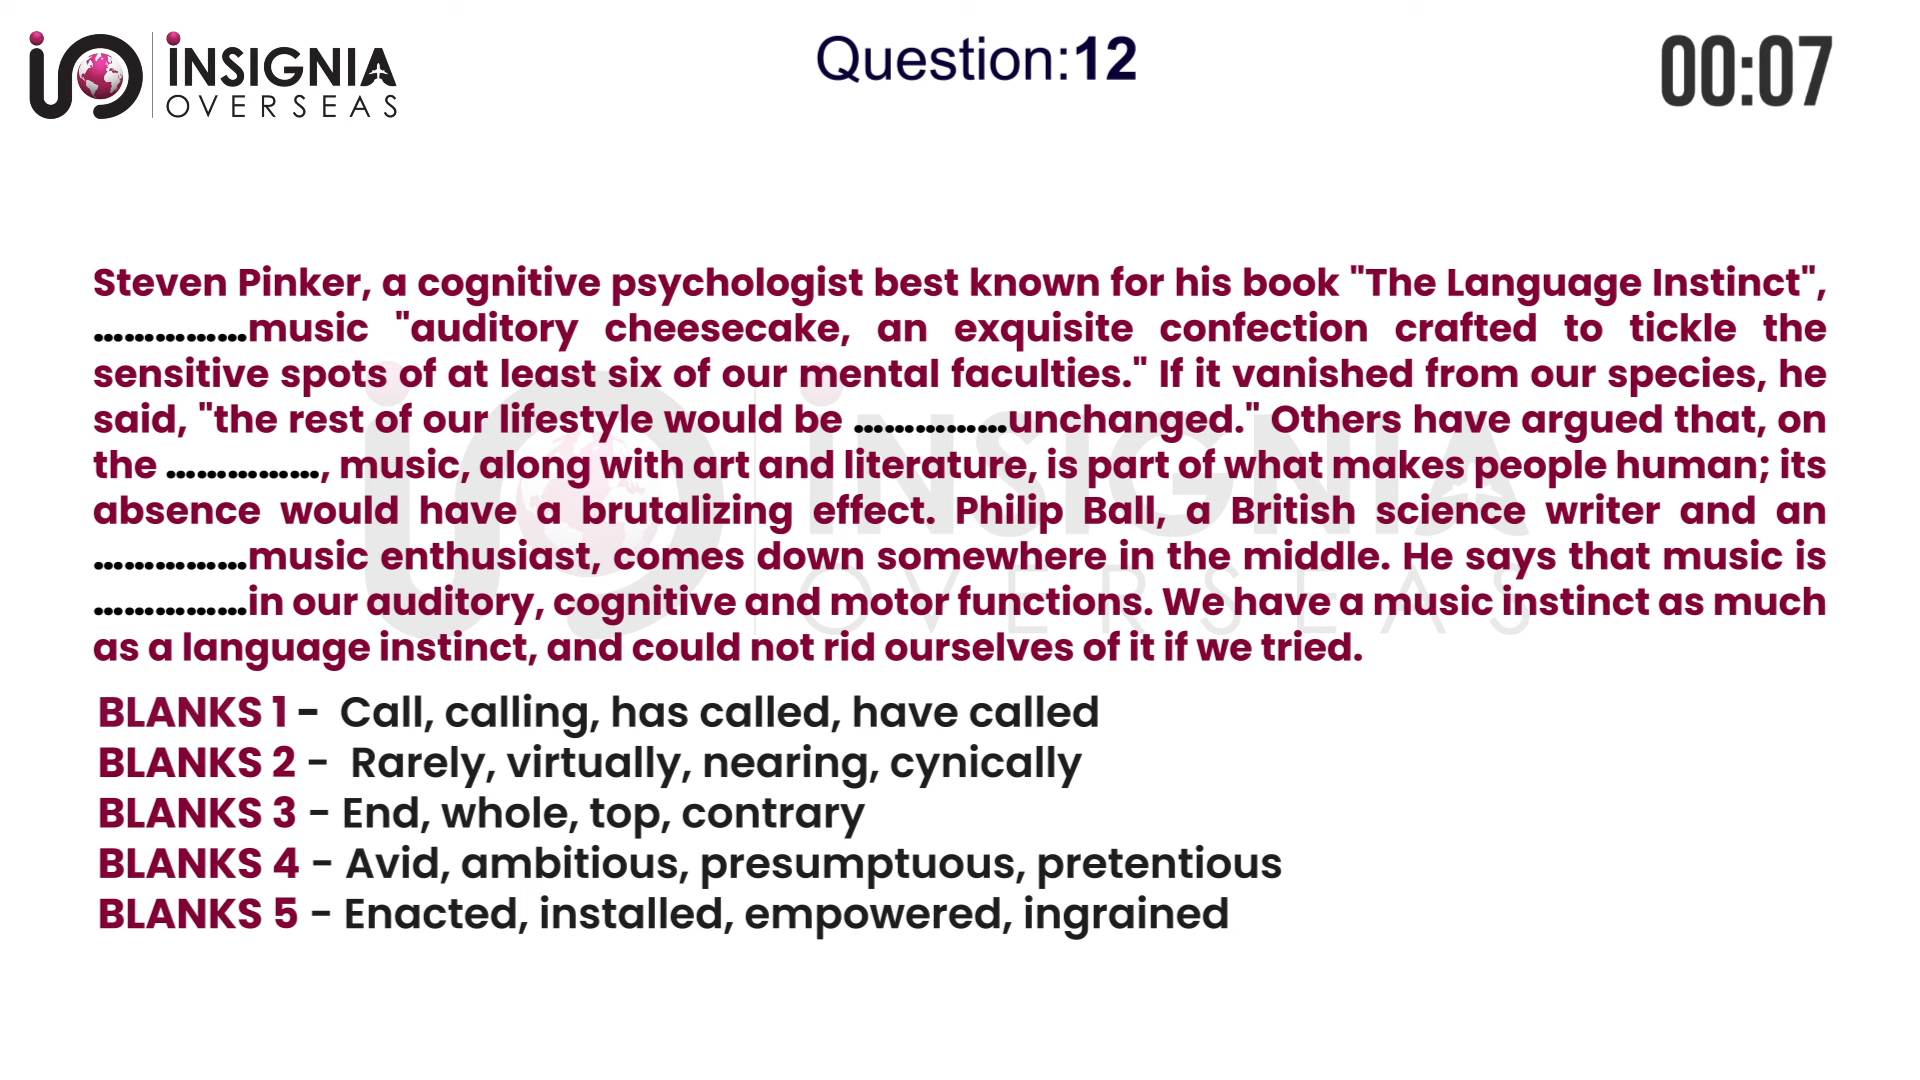 iNSIGNIA
OVERSEAS
Question:12
00:07
Steven Pinker, a cognitive psychologist best known for his book "The Language Instinct",
...............music "auditory cheesecake, an exquisite confection crafted to tickle the
sensitive spots of at least six of our mental faculties." If it vanished from our species, he
said, "the rest of our lifestyle would be ...............unchanged." Others have argued that, on
the ..............., music, along with art and literature, is part of what makes people human; its
absence would have a brutalizing effect. Philip Ball, a British science writer and an
...............music enthusiast, comes down somewhere in the middle. He says that music is
...............in our auditory, cognitive and motor functions. We have a music instinct as much
as a language instinct, and could not rid ourselves of it if we tried.
BLANKS 1 - Call, calling, has called, have called
BLANKS 2 - Rarely, virtually, nearing, cynically
BLANKS 3 - End, whole, top, contrary
BLANKS 4 - Avid, ambitious, presumptuous, pretentious
BLANKS 5 - Enacted, installed, empowered, ingrained